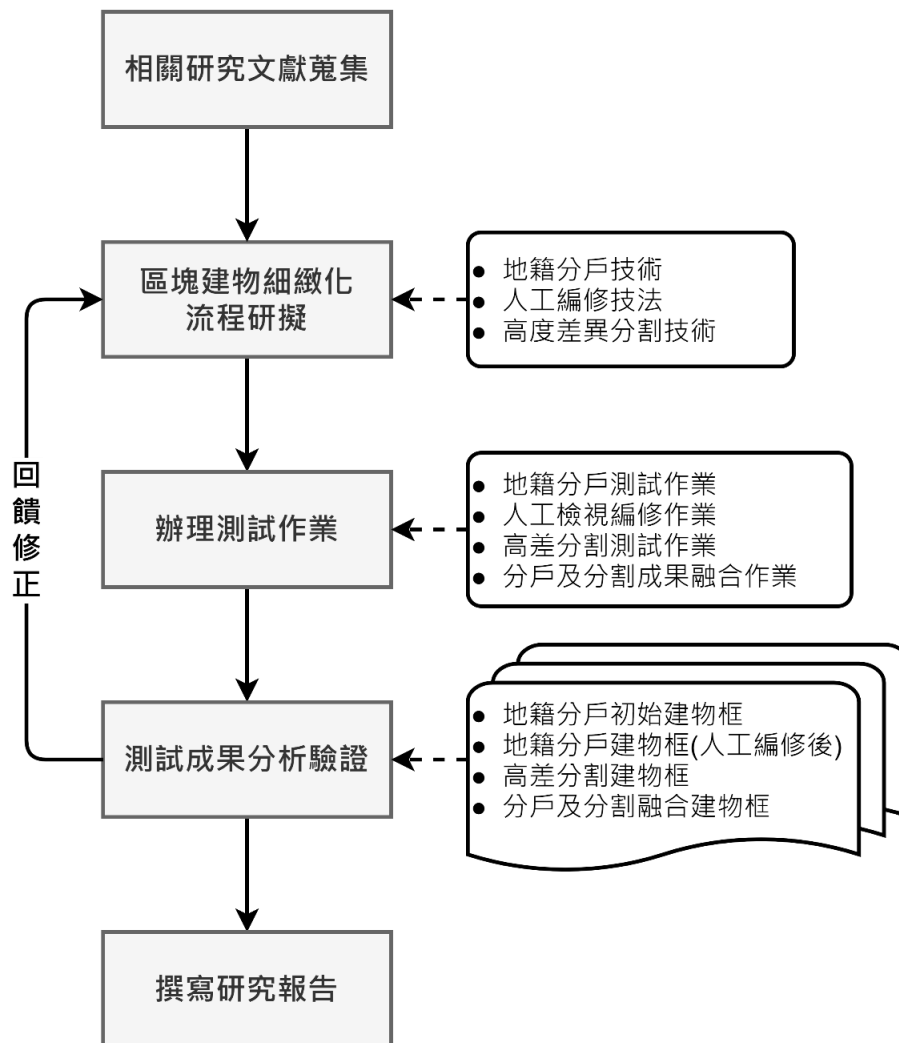 相關研究文獻蒐集
區塊建物細緻化
流程研擬
● 地籍分戶技術
● 人工編修技法
● 高度差異分割技術
回饋修正
辦理測試作業
● 地籍分戶測試作業
● 人工檢視編修作業
● 高差分割測試作業
● 分戶及分割成果融合作業
測試成果分析驗證
● 地籍分戶初始建物框
● 地籍分戶建物框(人工編修後)
● 高差分割建物框
● 分戶及分割融合建物框
撰寫研究報告